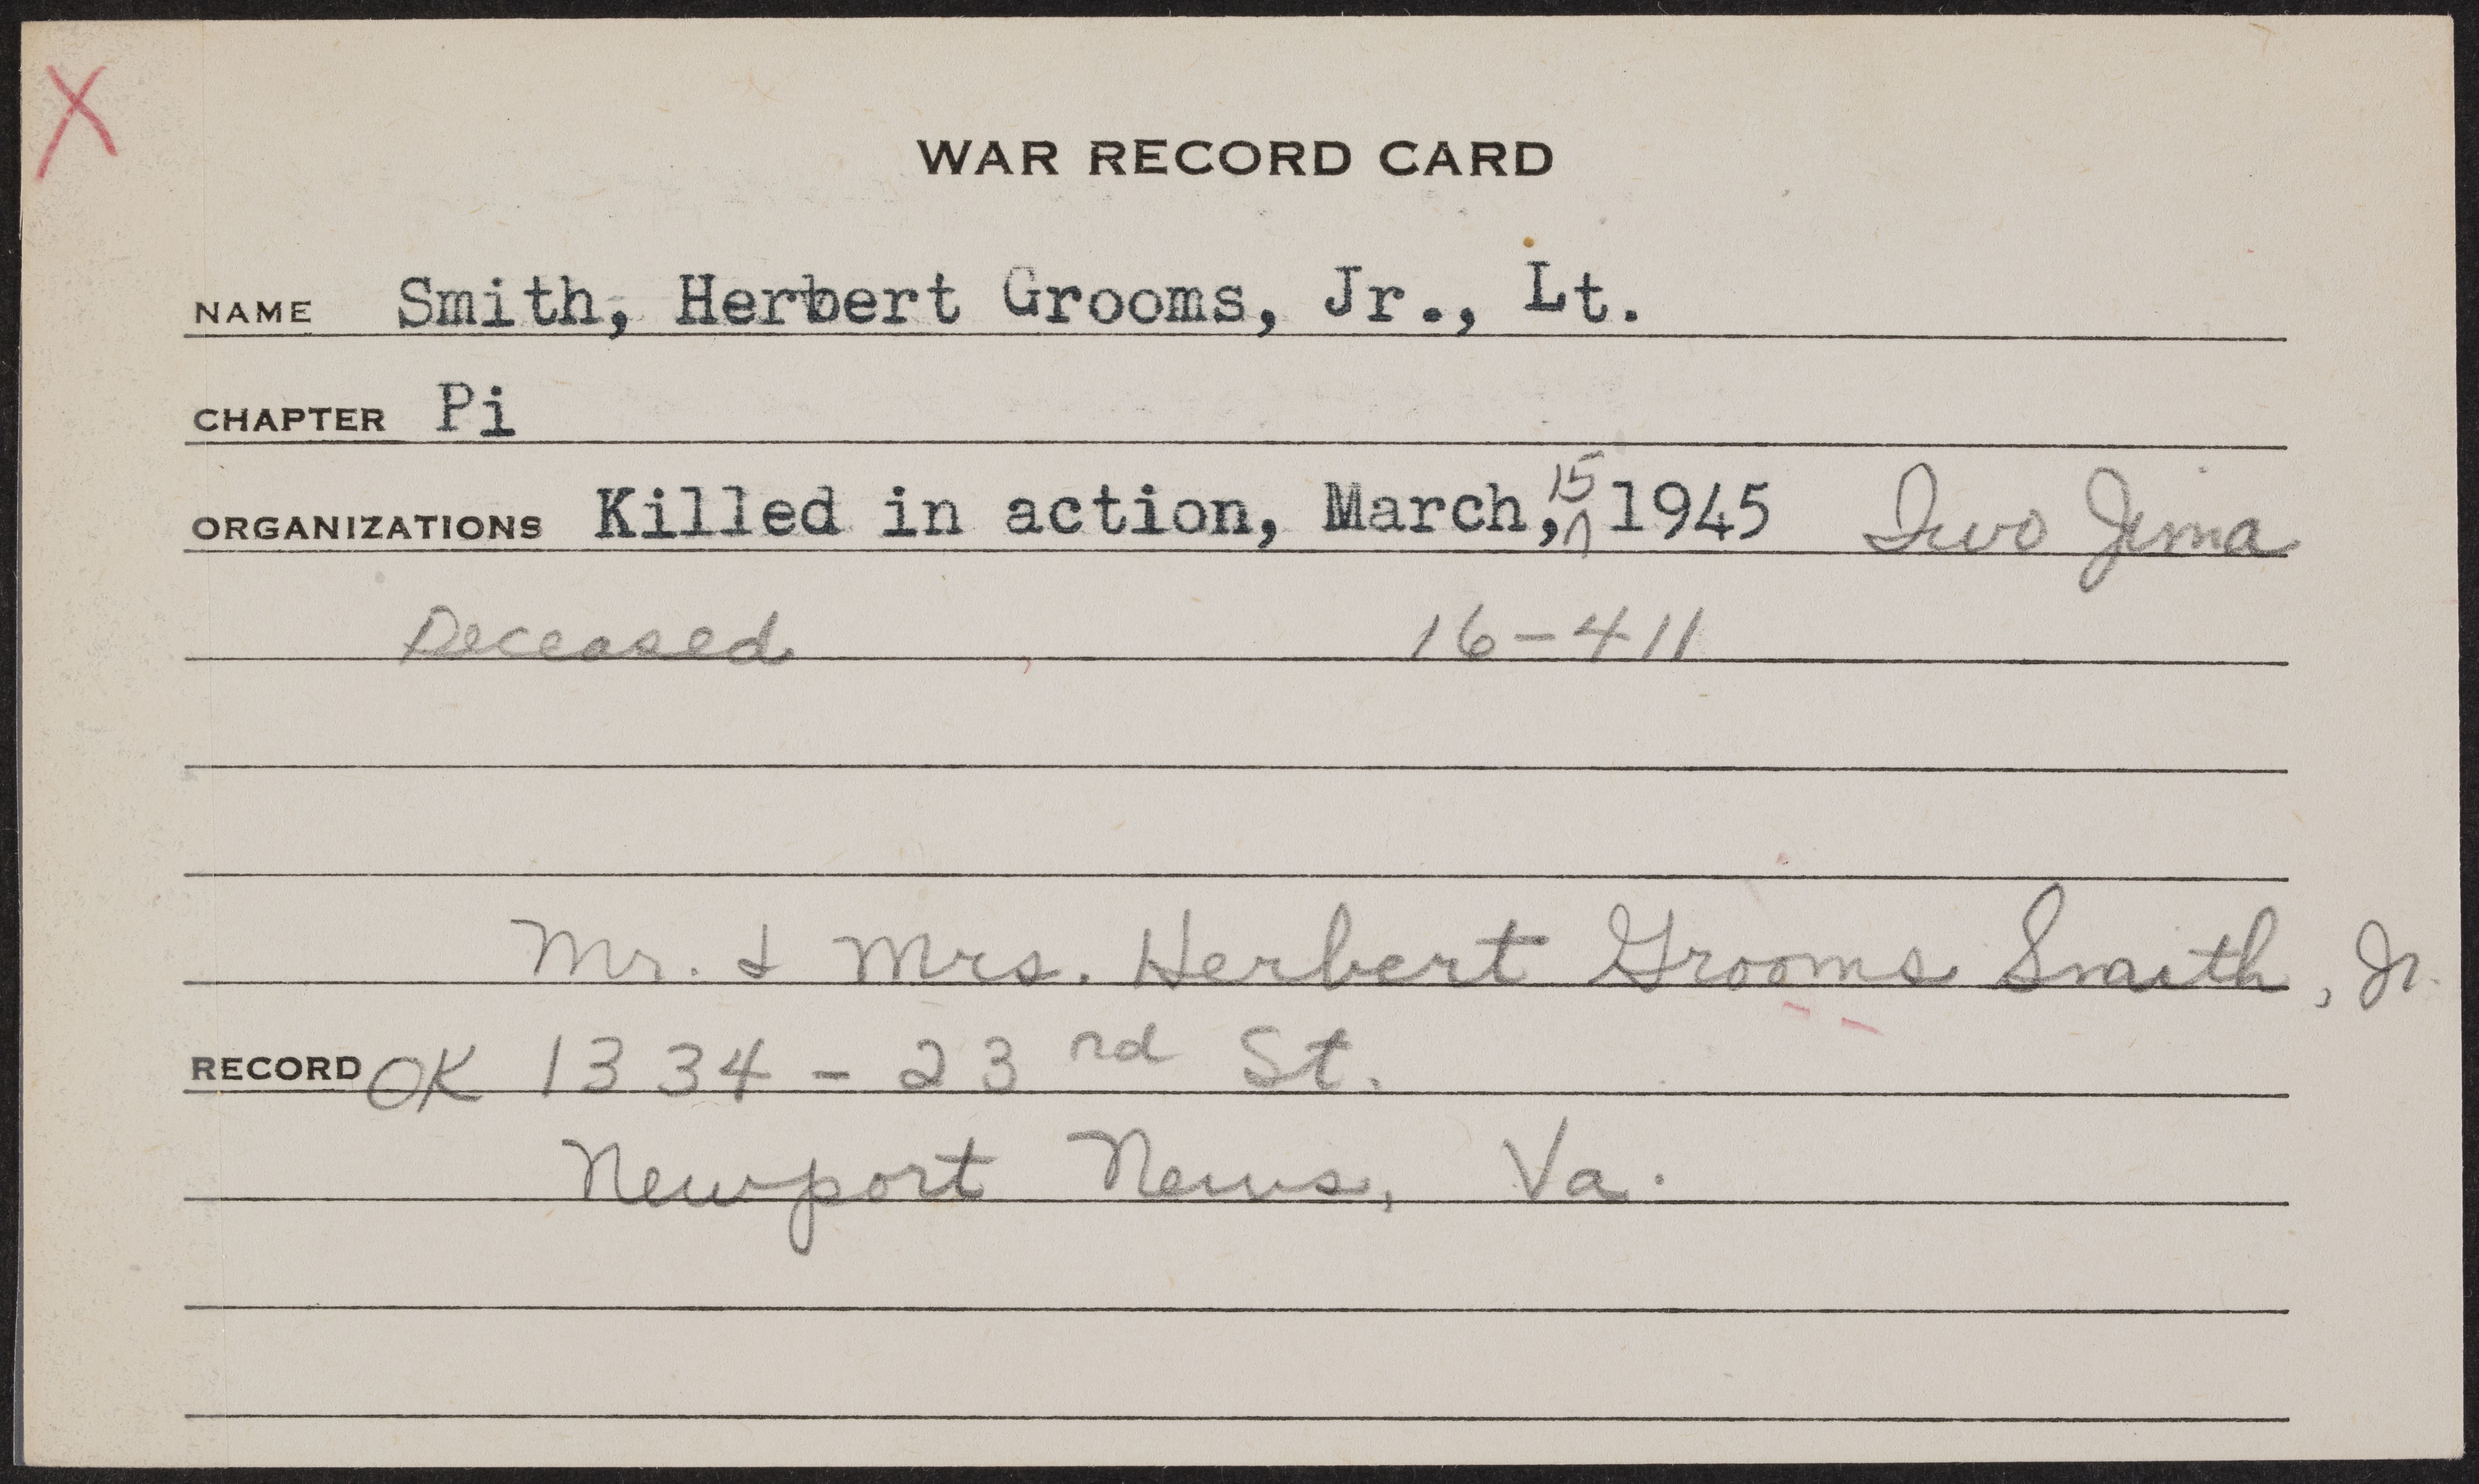 X
WAR RECORD CARD
NAME Smith, Herbert Grooms, Jr., Lt.
CHAPTER Pi
ORGANIZATIONS Killed in action, March, 15 1945 Iwo Jima
Deceased 16-411
Mr. & Mrs. Herbert Grooms Smith, Jr.
RECORD OK 1334 - 23rd St.
Newport News, Va.